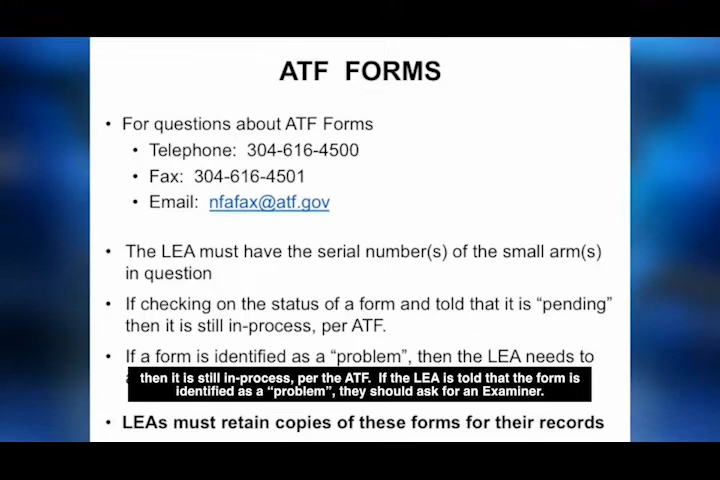 ATF FORMS
• For questions about ATF Forms
• Telephone: 304-616-4500
• Fax: 304-616-4501
• Email: nfafax@atf.gov
• The LEA must have the serial number(s) of the small arm(s)
in question
• If checking on the status of a form and told that it is “pending”
then it is still in-process, per ATF.
• If a form is identified as a “problem”, then the LEA needs to
then it is still in-process, per the ATF. If the LEA is told that the form is
identified as a “problem”, they should ask for an Examiner.
• LEAs must retain copies of these forms for their records